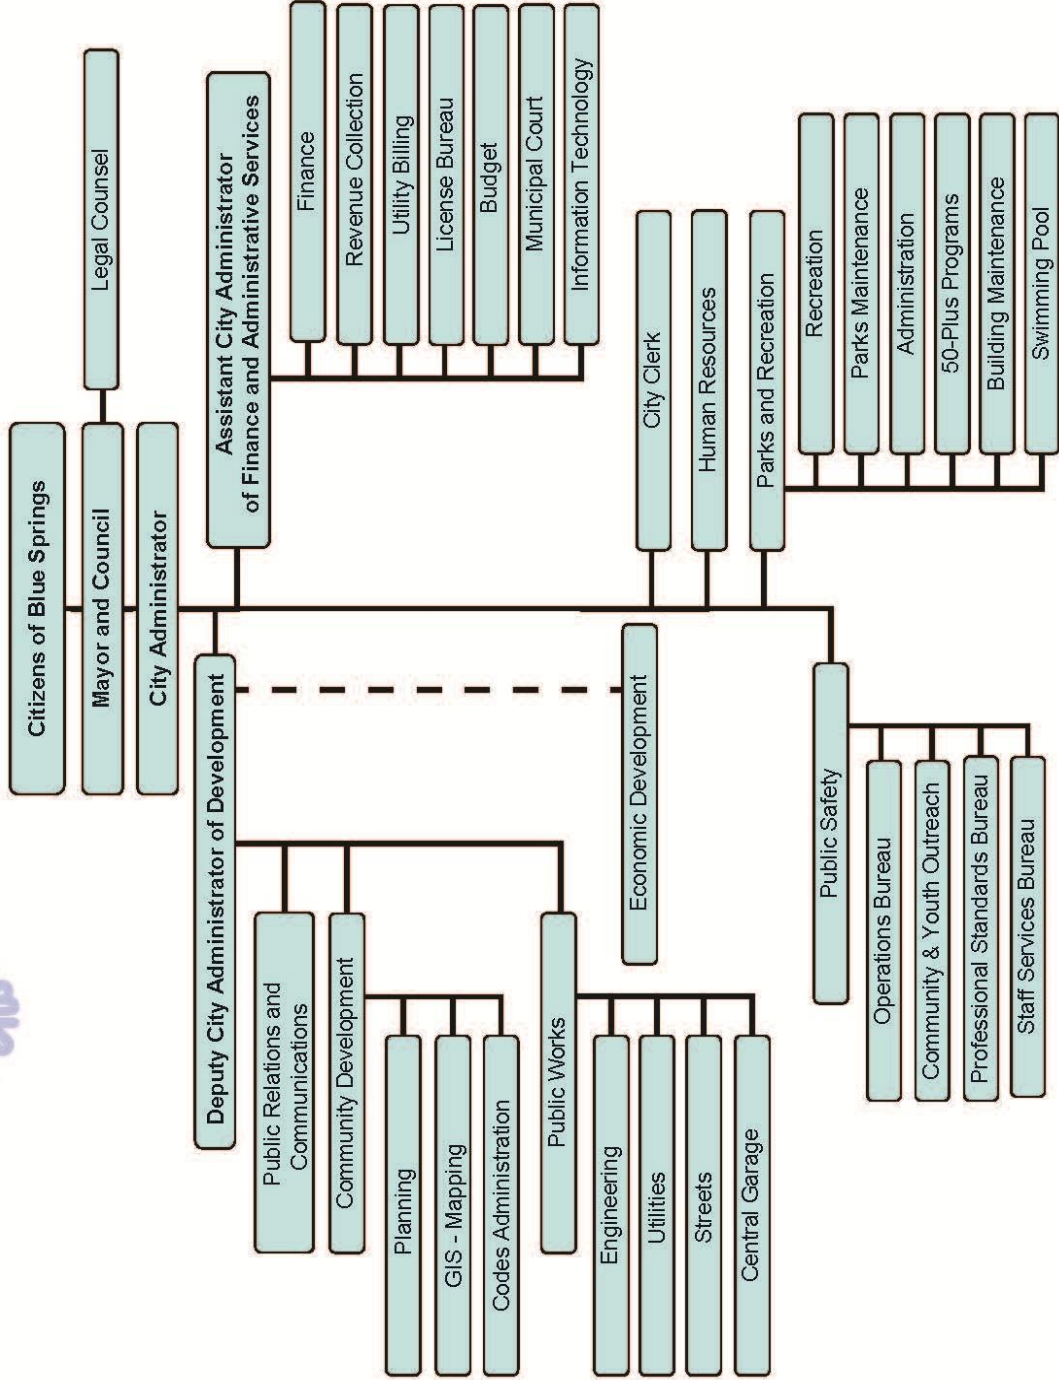 Citizens of Blue Springs
Mayor and Council
Legal Counsel
City Administrator
Deputy City Administrator of Development
Assistant City Administrator
of Finance and Administrative Services
Public Relations and
Communications
Community Development
Planning
GIS - Mapping
Codes Administration
Public Works
Engineering
Utilities
Streets
Central Garage
Economic Development
Finance
Revenue Collection
Utility Billing
License Bureau
Budget
Municipal Court
Information Technology
City Clerk
Human Resources
Parks and Recreation
Recreation
Parks Maintenance
Administration
50-Plus Programs
Building Maintenance
Swimming Pool
Public Safety
Operations Bureau
Community & Youth Outreach
Professional Standards Bureau
Staff Services Bureau